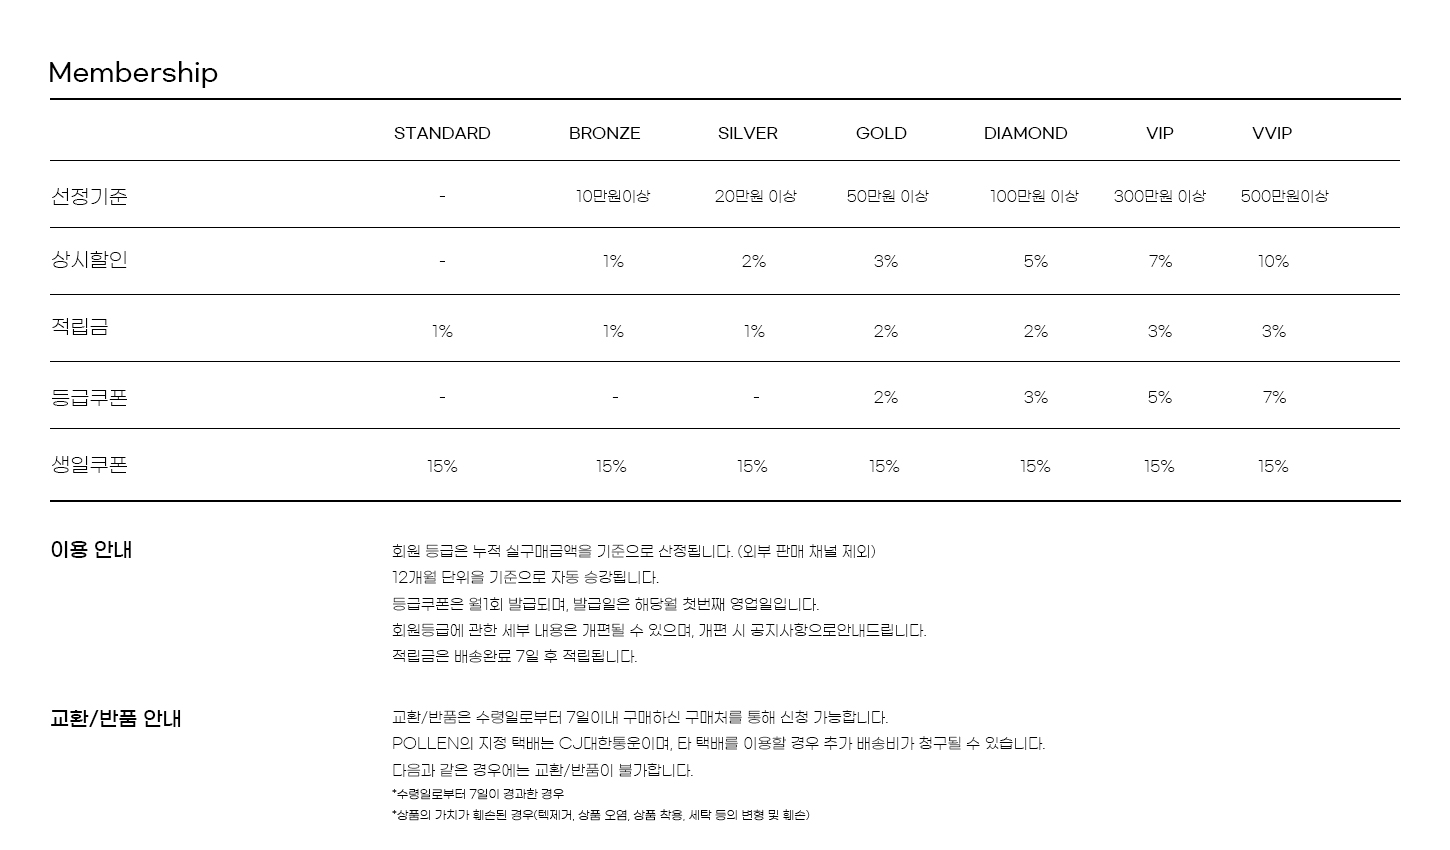 Membership
STANDARD BRONZE SILVER GOLD DIAMOND VIP VVIP
선정기준 - 10만원이상 20만원 이상 50만원 이상 100만원 이상 300만원 이상 500만원이상
상시할인 - 1% 2% 3% 5% 7% 10%
적립금 1% 1% 1% 2% 2% 3% 3%
등급쿠폰 - - - 2% 3% 5% 7%
생일쿠폰 15% 15% 15% 15% 15% 15% 15%
이용 안내 회원 등급은 누적 실구매금액을 기준으로 산정됩니다. (외부 판매 채널 제외)
12개월 단위을 기준으로 자동 승강됩니다.
등급쿠폰은 월1회 발급되며, 발급일은 해당월 첫번째 영업일입니다.
회원등급에 관한 세부 내용은 개편될 수 있으며, 개편 시 공지사항으로안내드립니다.
적립금은 배송완료 7일 후 적립됩니다.
교환/반품 안내 교환/반품은 수령일로부터 7일이내 구매하신 구매처를 통해 신청 가능합니다.
POLLEN의 지정 택배는 CJ대한통운이며, 타 택배를 이용할 경우 추가 배송비가 청구될 수 있습니다.
다음과 같은 경우에는 교환/반품이 불가합니다.
*수령일로부터 7일이 경과한 경우
*상품의 가치가 훼손된 경우(텍제거, 상품 오염, 상품 착용, 세탁 등의 변형 및 훼손)